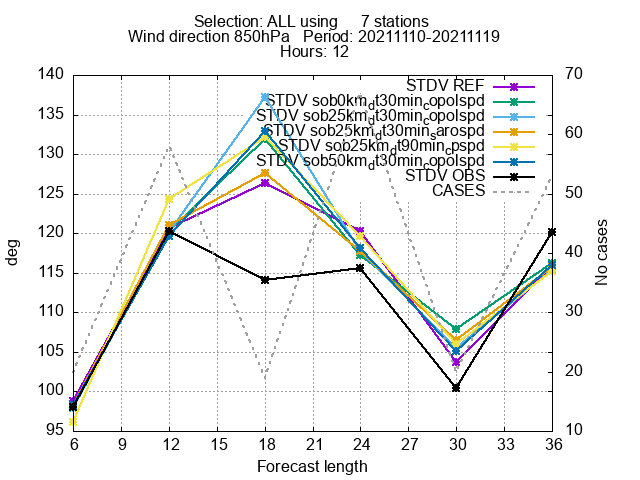 Selection: ALL using 7 stations
Wind direction 850hPa Period: 20211110-20211119
Hours: 12
140 70
STDV REF
135 STDV sob0km_dt30min_copolspd
STDV sob25km_dt30min_copolspd
130 STDV sob25km_dt30min_sarospd 60
STDV sob25km_dt90min_cpspd
STDV sob50km_dt30min_copolspd
125 STDV OBS 50
CASES
120
115 40
110 30
105
100 20
95 10
deg
No cases
6 9 12 15 18 21 24 27 30 33 36
Forecast length